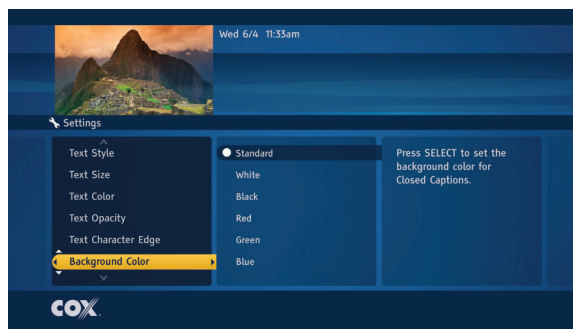 Wed 6/4 11:33am
Settings
Text Style
Text Size
Text Color
Text Opacity
Text Character Edge
Background Color
Standard
White
Black
Red
Green
Blue
Press SELECT to set the
background color for
Closed Captions.
COX